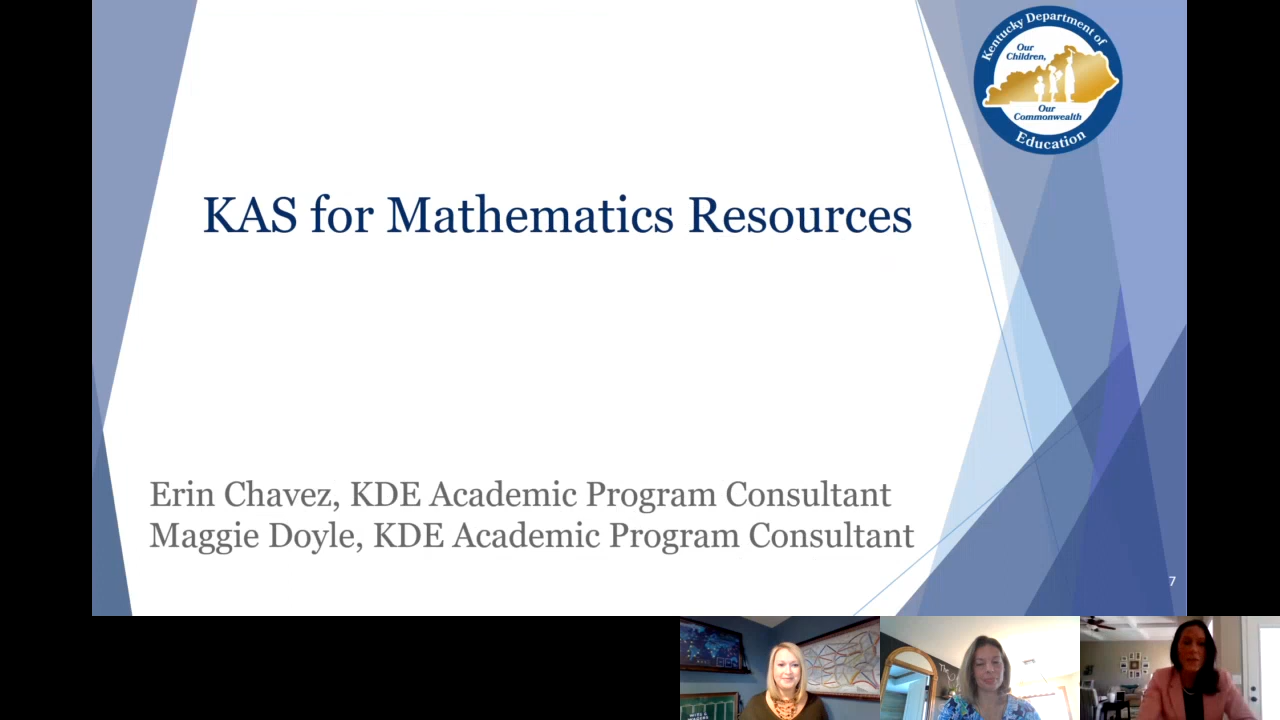 Kentucky Department of
Our
Children,
Our
Commonwealth
Education
KAS for Mathematics Resources
Erin Chavez, KDE Academic Program Consultant
Maggie Doyle, KDE Academic Program Consultant
7